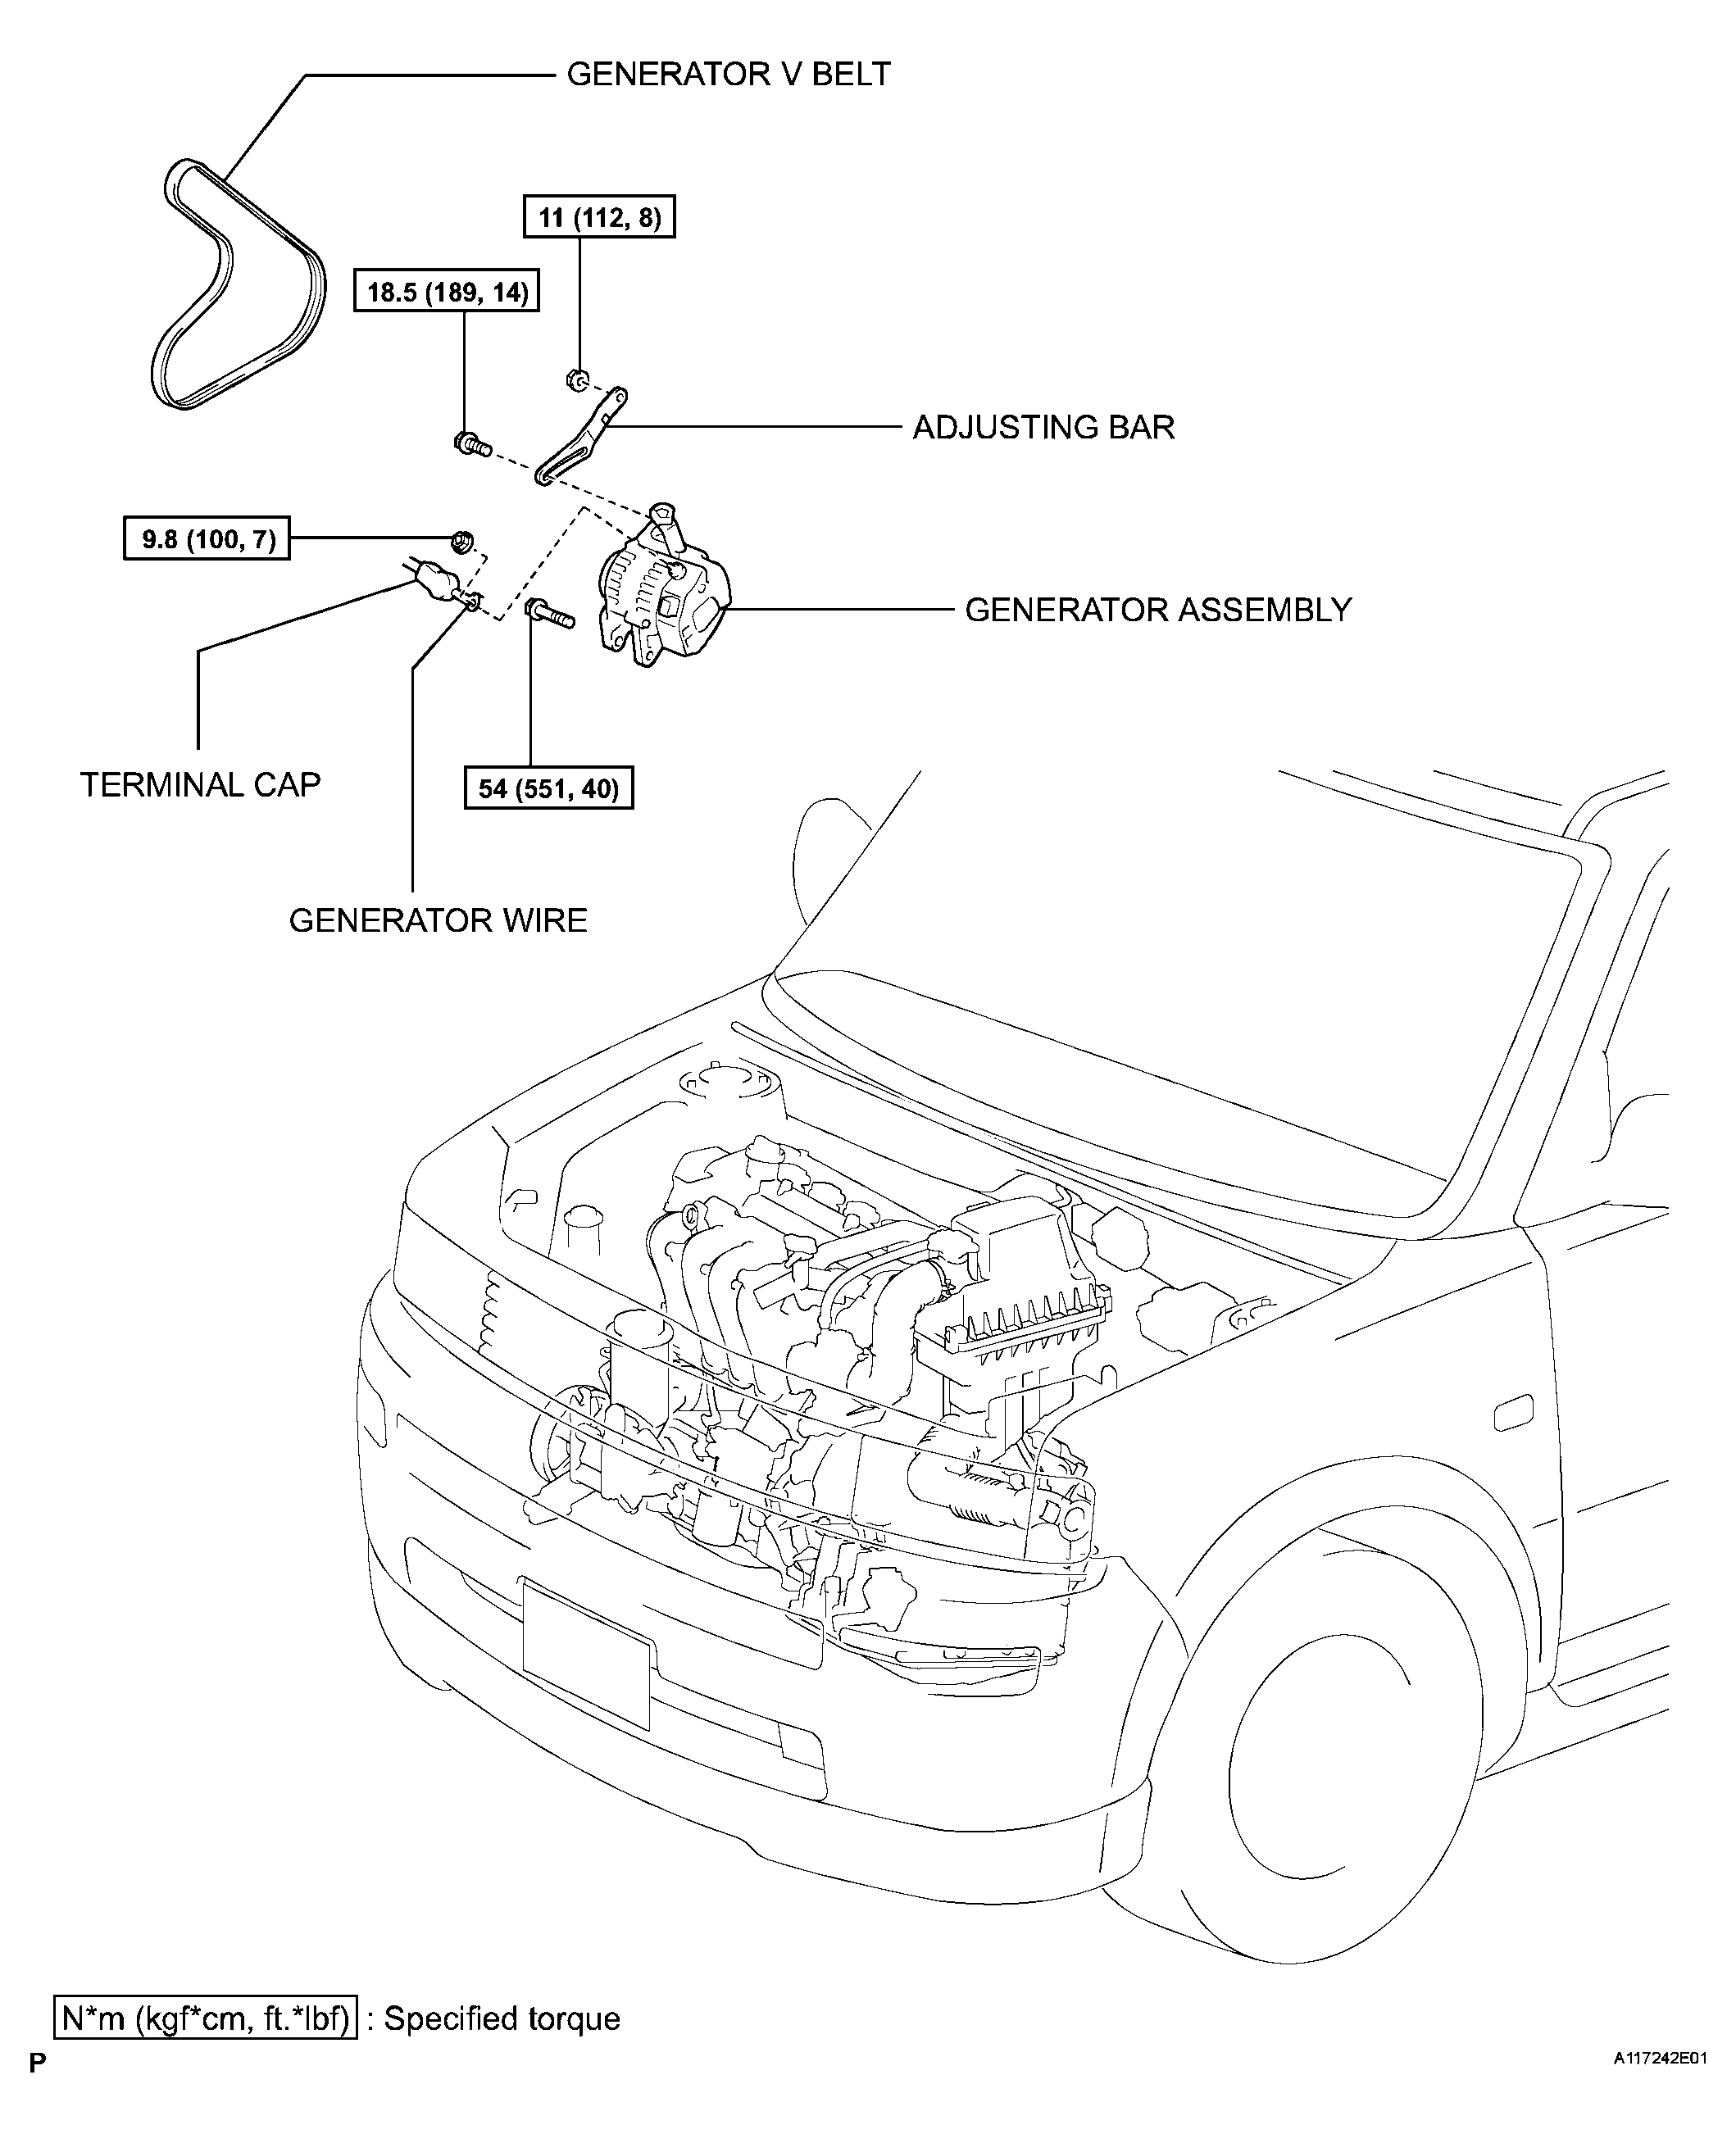 GENERATOR V BELT
11 (112, 8)
18.5 (189, 14)
ADJUSTING BAR
9.8 (100, 7)
GENERATOR ASSEMBLY
TERMINAL CAP
54 (551, 40)
GENERATOR WIRE
N*m (kgf*cm, ft.*lbf) : Specified torque
P
A117242E01